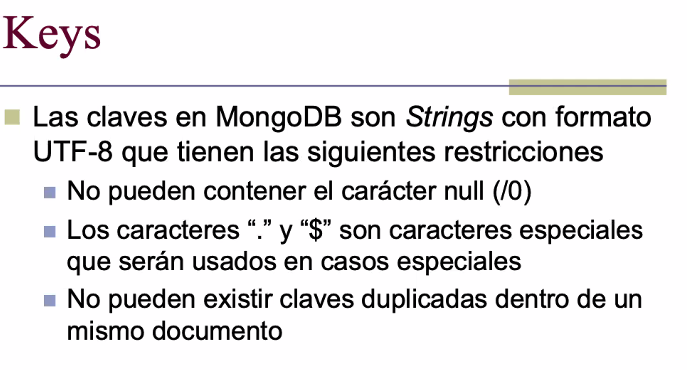 Keys
Las claves en MongoDB son Strings con formato
UTF-8 que tienen las siguientes restricciones
No pueden contener el carácter null (/0)
Los caracteres “.” y “$” son caracteres especiales
que serán usados en casos especiales
No pueden existir claves duplicadas dentro de un
mismo documento